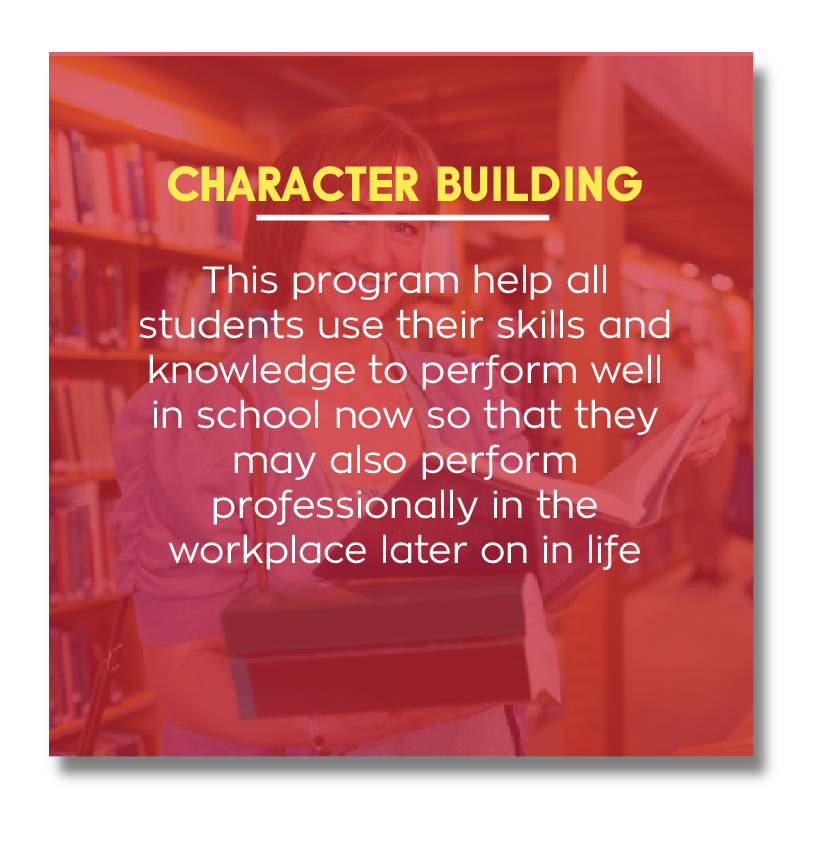 CHARACTER BUILDING
This program help all
students use their skills and
knowledge to perform well
in school now so that they
may also perform
professionally in the
workplace later on in life